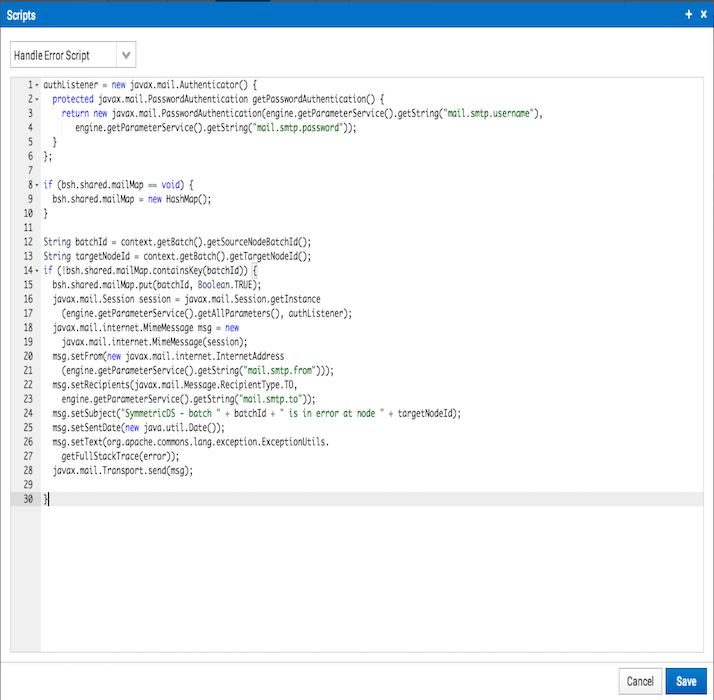 Scripts
Handle Error Script
1 authListener = new javax.mail.Authenticator() {
2 protected javax.mail.PasswordAuthentication getPasswordAuthentication() {
3 return new javax.mail.PasswordAuthentication(engine.getParameterService().getString("mail.smtp.username"),
4 engine.getParameterService().getString("mail.smtp.password"));
5 }
6 };
7
8 if (bsh.shared.mailMap == void) {
9 bsh.shared.mailMap = new HashMap();
10 }
11
12 String batchId = context.getBatch().getSourceNodeBatchId();
13 String targetNodeId = context.getBatch().getTargetNodeId();
14 if (!bsh.shared.mailMap.containsKey(batchId)) {
15 bsh.shared.mailMap.put(batchId, Boolean.TRUE);
16 javax.mail.Session session = javax.mail.Session.getInstance
17 (engine.getParameterService().getAllParameters(), authListener);
18 javax.mail.internet.MimeMessage msg = new
19 javax.mail.internet.MimeMessage(session);
20 msg.setFrom(new javax.mail.internet.InternetAddress
21 (engine.getParameterService().getString("mail.smtp.from")));
22 msg.setRecipients(javax.mail.Message.RecipientType.TO,
23 engine.getParameterService().getString("mail.smtp.to"));
24 msg.setSubject("SymmetricDS - batch " + batchId + " is in error at node " + targetNodeId);
25 msg.setSentDate(new java.util.Date());
26 msg.setText(org.apache.commons.lang.exception.ExceptionUtils.
27 getFullStackTrace(error));
28 javax.mail.Transport.send(msg);
29
30 }
Cancel
Save